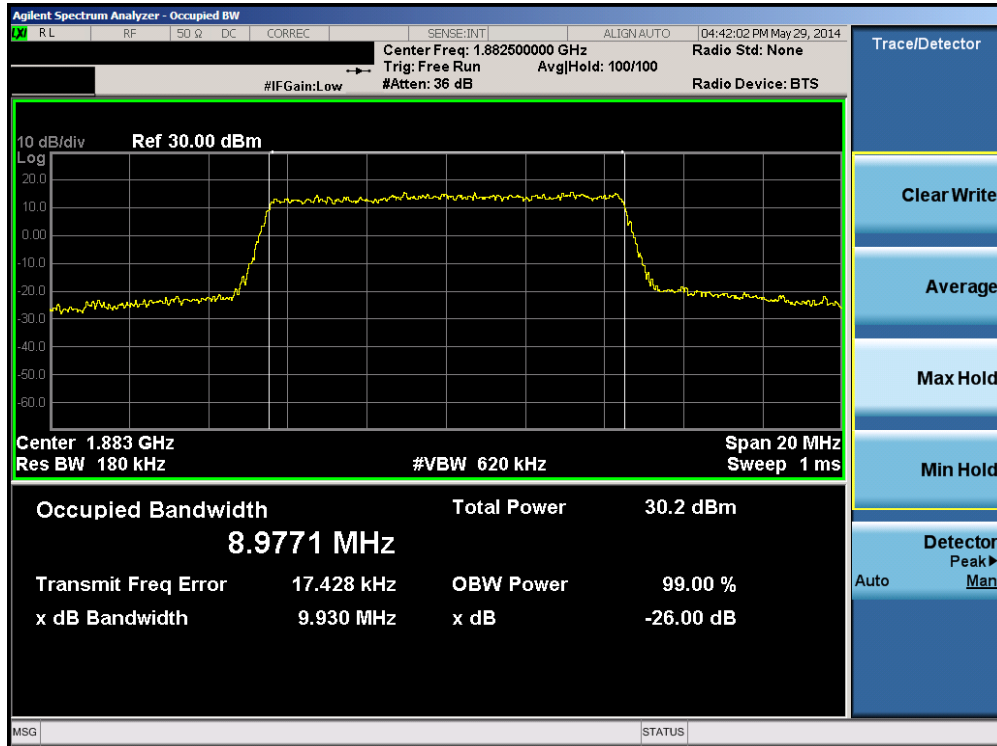 Agilent Spectrum Analyzer - Occupied BW
LXI RL RF 50 Ω DC CORREC SENSE:INT ALIGN AUTO 04:42:02 PM May 29, 2014
Center Freq: 1.882500000 GHz Radio Std: None
Trig: Free Run Avg|Hold: 100/100
#IFGain:Low #Atten: 36 dB Radio Device: BTS
Trace/Detector
10 dB/div Ref 30.00 dBm
Log
20.0
10.0
0.00
-10.0
-20.0
-30.0
-40.0
-50.0
-60.0
Center 1.883 GHz Span 20 MHz
Res BW 180 kHz #VBW 620 kHz Sweep 1 ms
Occupied Bandwidth Total Power 30.2 dBm
8.9771 MHz
Transmit Freq Error 17.428 kHz OBW Power 99.00 %
x dB Bandwidth 9.930 MHz x dB -26.00 dB
Clear Write
Average
Max Hold
Min Hold
Detector
Peak▶
Auto Man
MSG STATUS